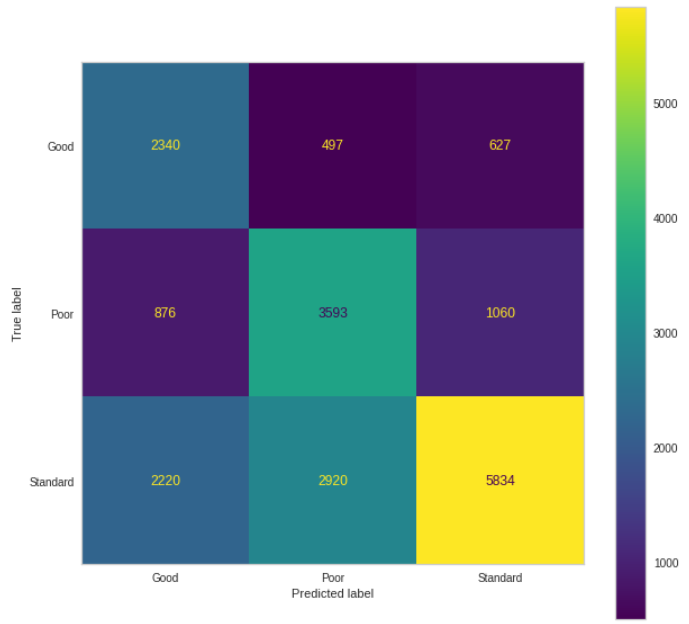 5000
Good 2340 497 627
4000
True label
Poor 876 3593 1060
3000
2000
Standard 2220 2920 5834
1000
Good Poor Standard
Predicted label